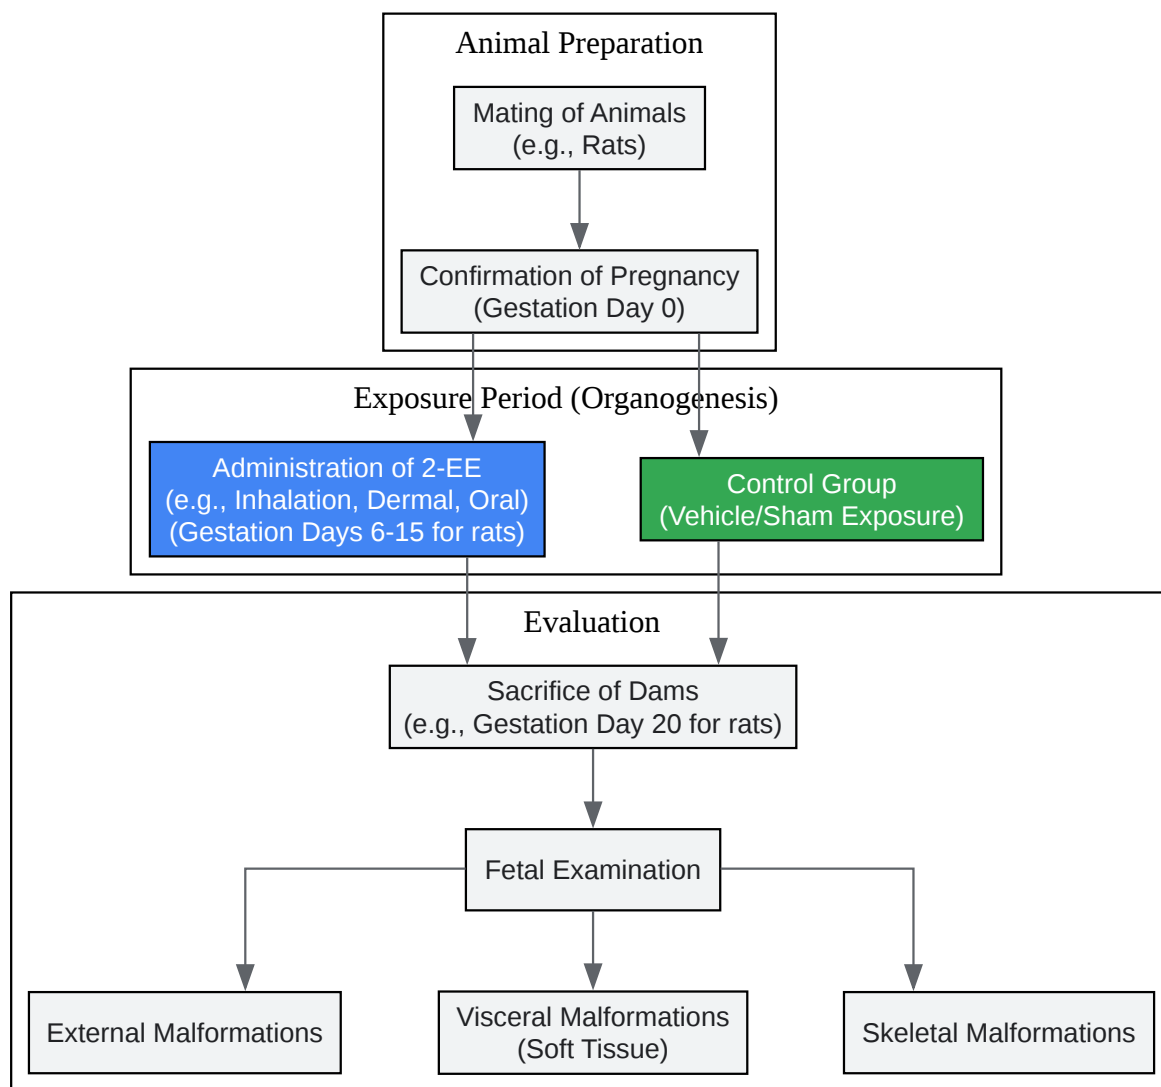 Animal Preparation
Mating of Animals
(e.g., Rats)
Confirmation of Pregnancy
(Gestation Day 0)
Exposure Period (Organogenesis)
Administration of 2-EE
(e.g., Inhalation, Dermal, Oral)
(Gestation Days 6-15 for rats)
Control Group
(Vehicle/Sham Exposure)
Evaluation
Sacrifice of Dams
(e.g., Gestation Day 20 for rats)
Fetal Examination
External Malformations
Visceral Malformations
(Soft Tissue)
Skeletal Malformations